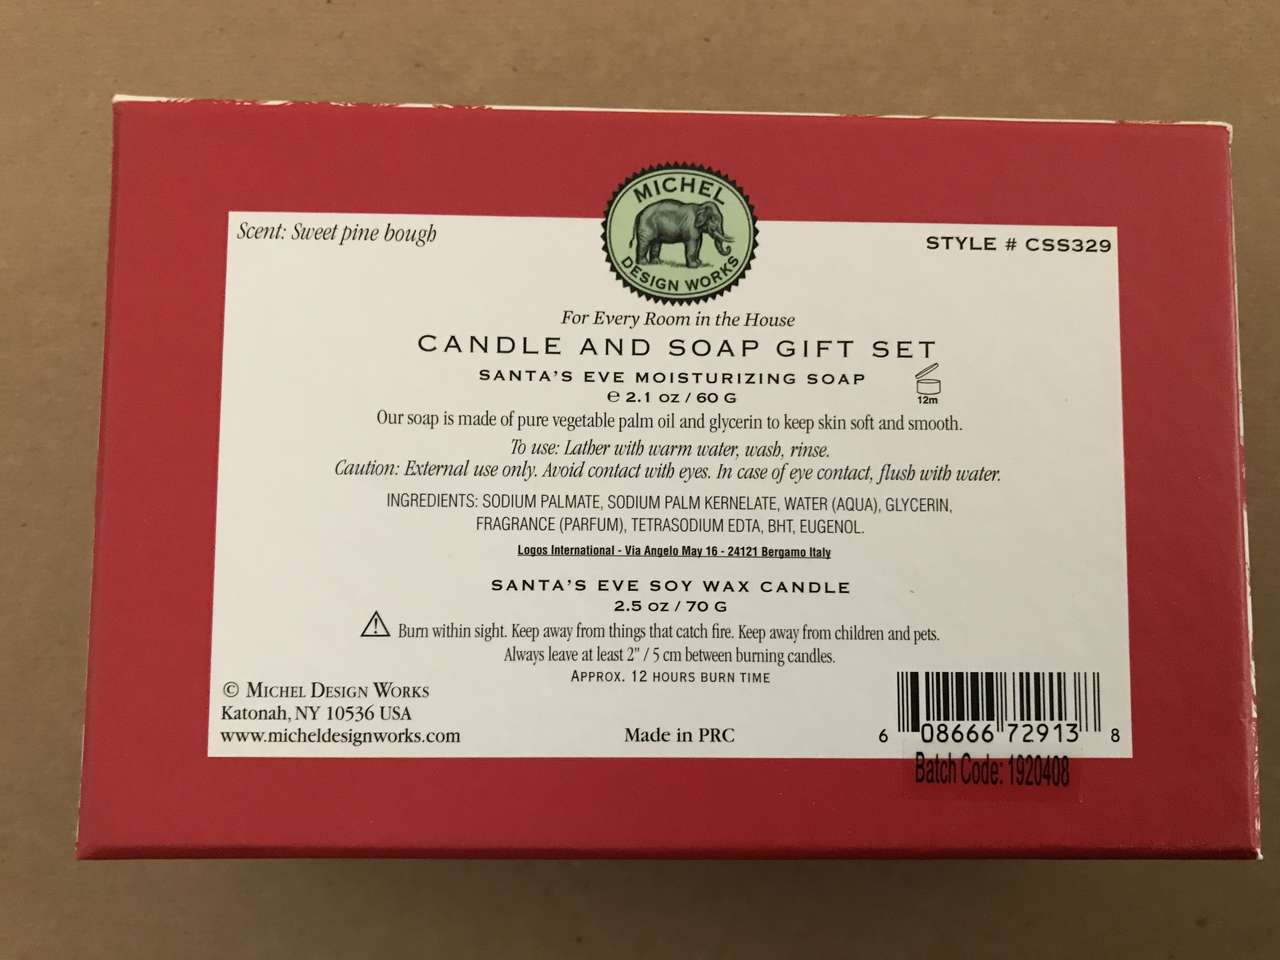 MICHEL
DESIGN WORKS
Scent: Sweet pine bough
STYLE # CSS329
For Every Room in the House
CANDLE AND SOAP GIFT SET
SANTA'S EVE MOISTURIZING SOAP
℮ 2.1 oz / 60 G
12m
Our soap is made of pure vegetable palm oil and glycerin to keep skin soft and smooth.
To use: Lather with warm water, wash, rinse.
Caution: External use only. Avoid contact with eyes. In case of eye contact, flush with water.
INGREDIENTS: SODIUM PALMATE, SODIUM PALM KERNELATE, WATER (AQUA), GLYCERIN,
FRAGRANCE (PARFUM), TETRASODIUM EDTA, BHT, EUGENOL.
Logos International - Via Angelo May 16 - 24121 Bergamo Italy
SANTA'S EVE SOY WAX CANDLE
2.5 oz / 70 G
Burn within sight. Keep away from things that catch fire. Keep away from children and pets.
Always leave at least 2" / 5 cm between burning candles.
APPROX. 12 HOURS BURN TIME
© MICHEL DESIGN WORKS
Katonah, NY 10536 USA
www.micheldesignworks.com
Made in PRC
6 08666 72913 8
Batch Code: 1920408